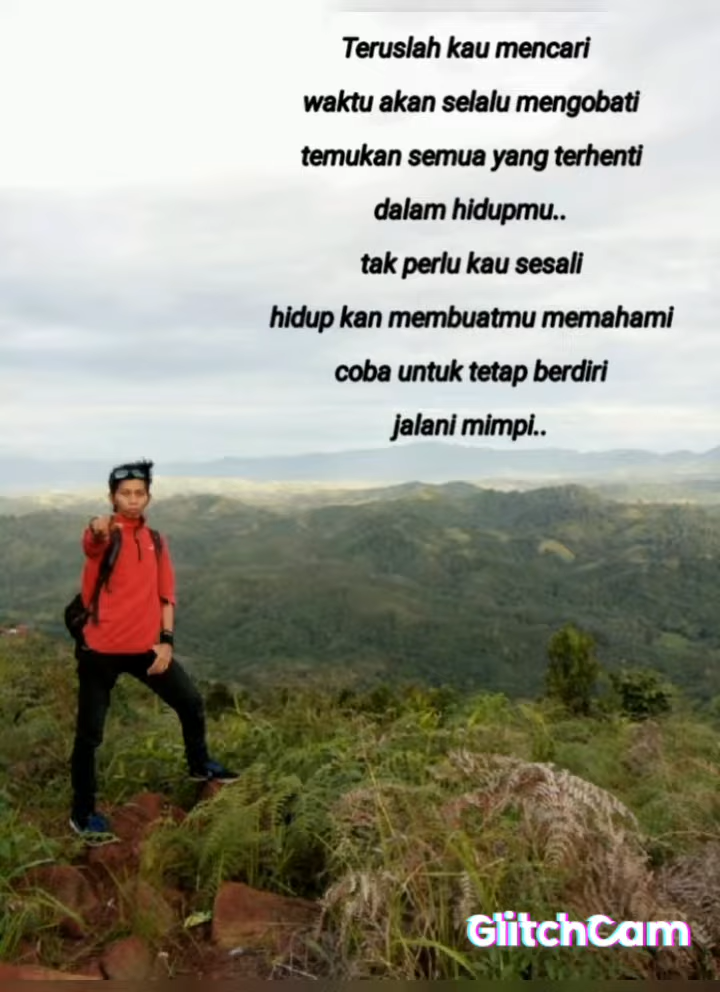 Teruslah kau mencari
waktu akan selalu mengobati
temukan semua yang terhenti
dalam hidupmu..
tak perlu kau sesali
hidup kan membuatmu memahami
coba untuk tetap berdiri
jalani mimpi..
GlitchCam